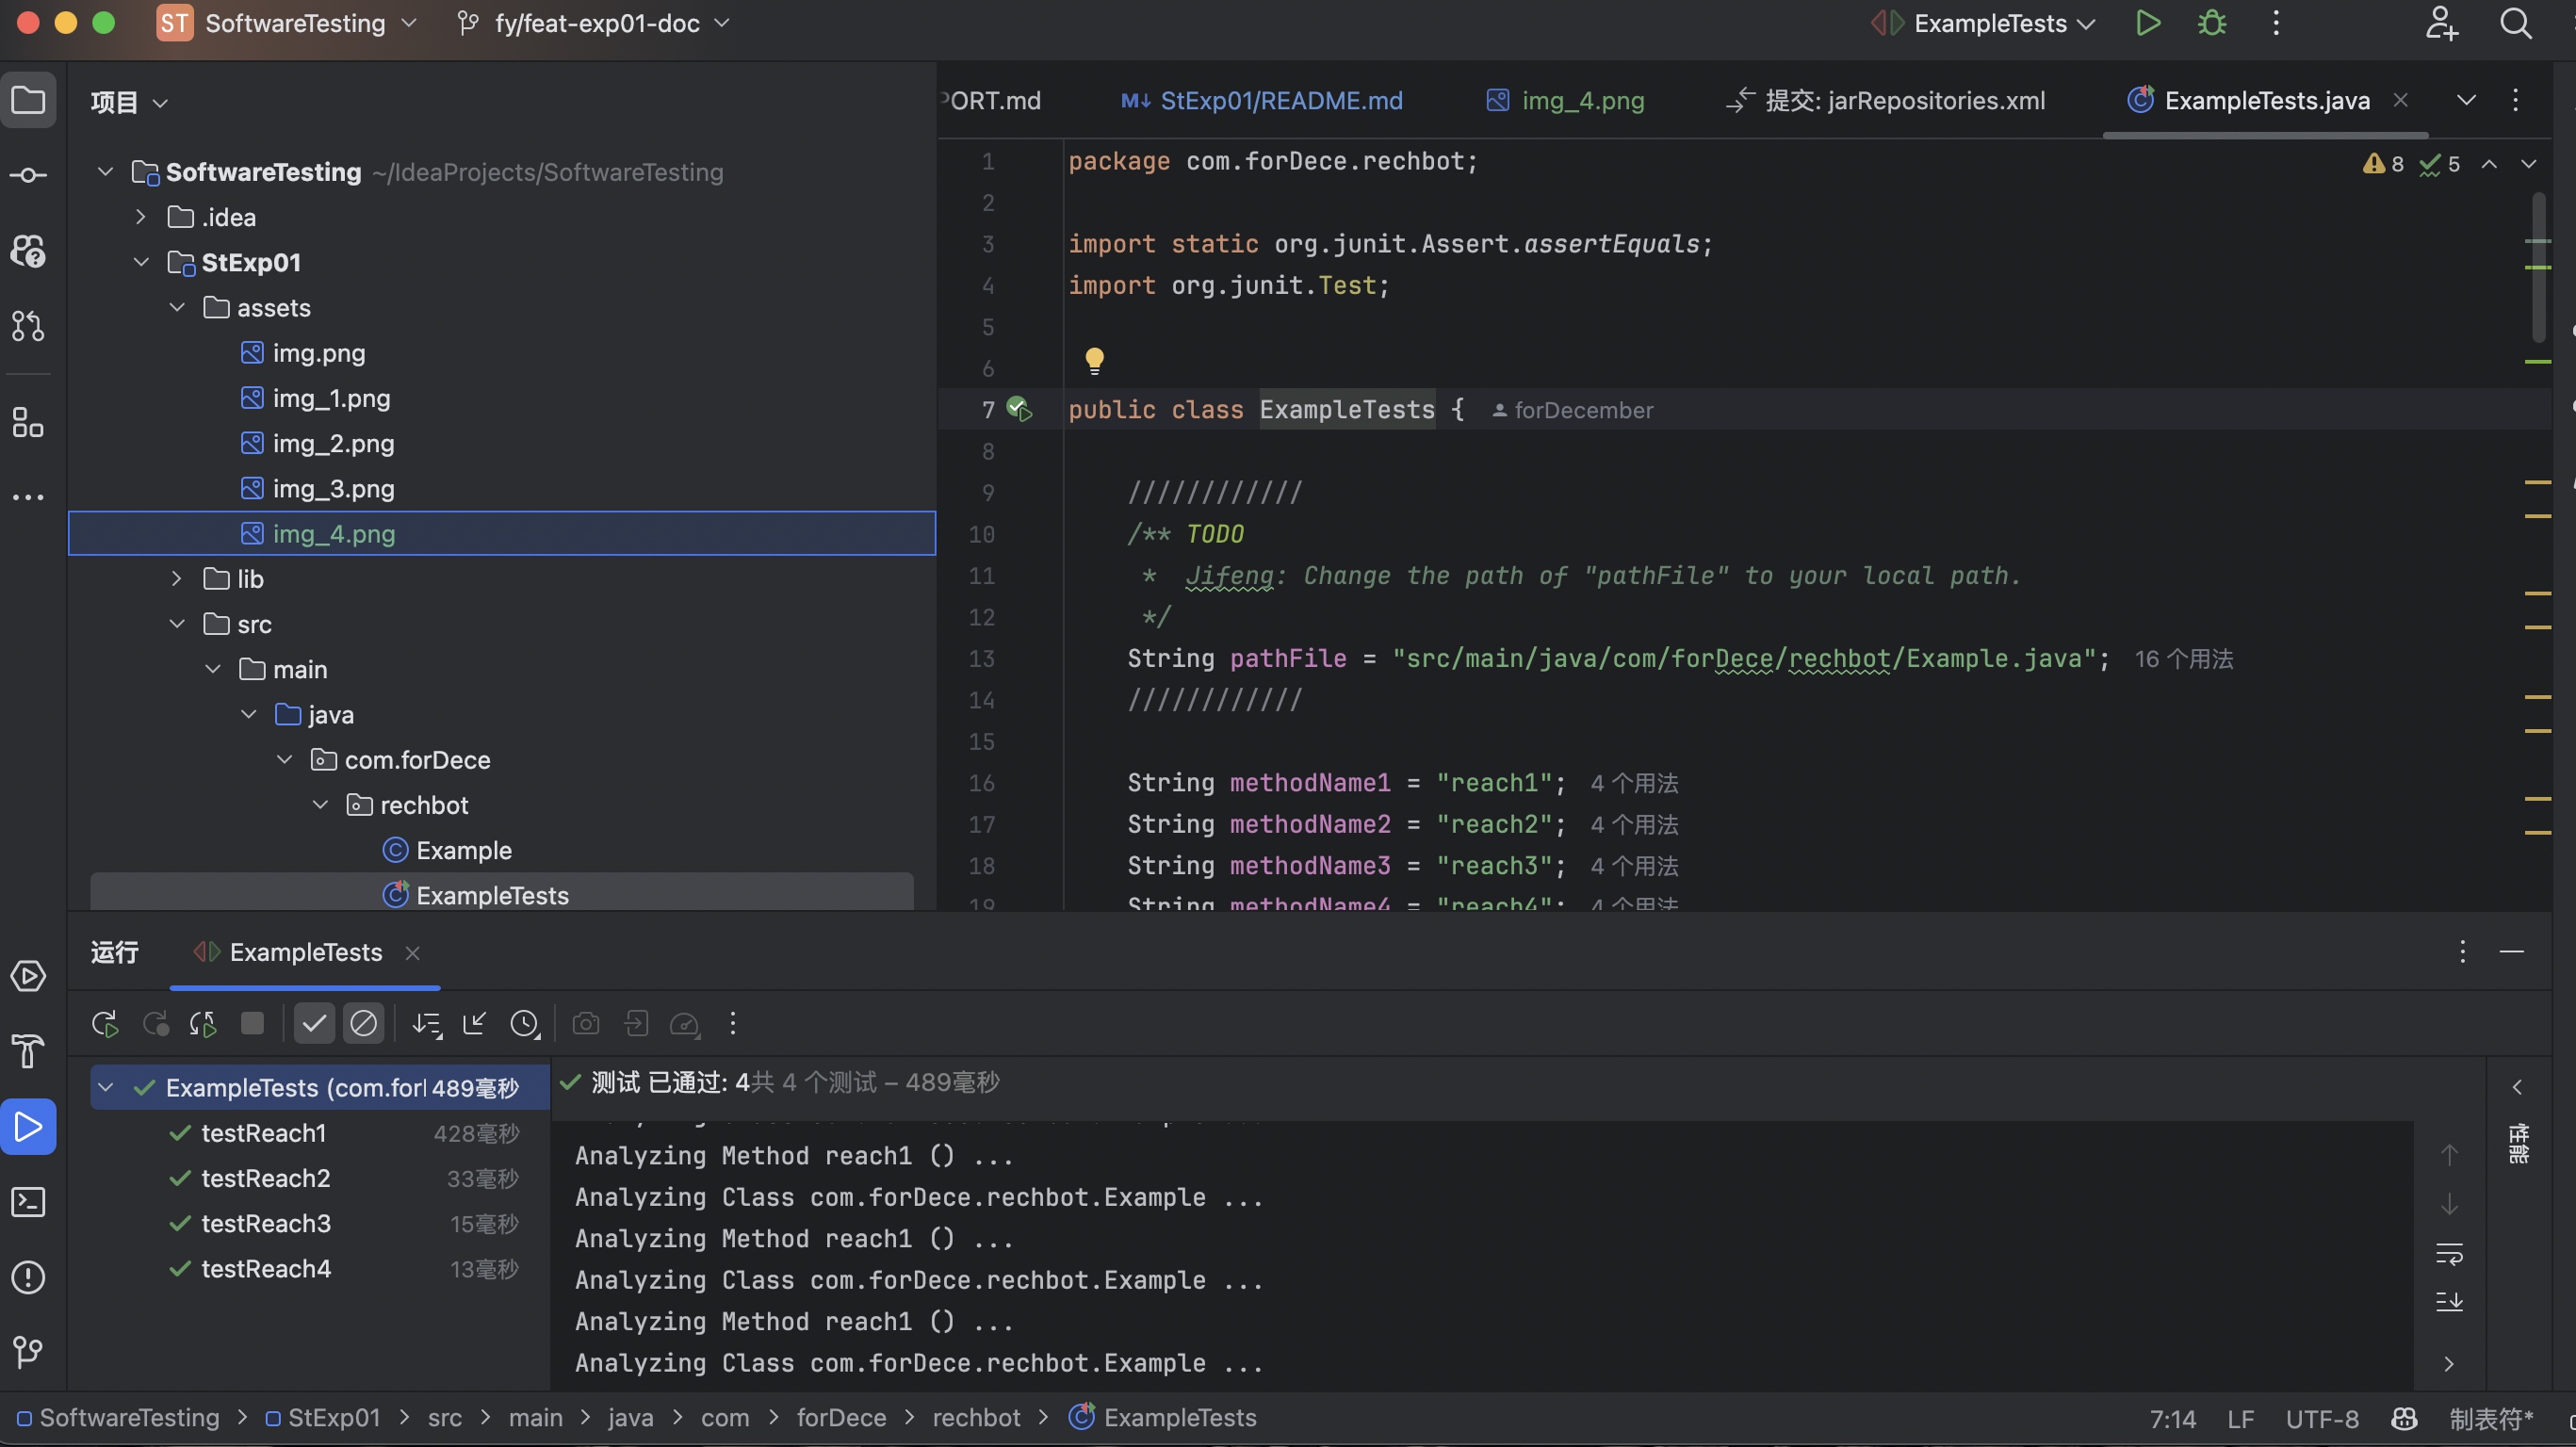 ST SoftwareTesting fy/feat-exp01-doc ExampleTests
项目
SoftwareTesting ~/IdeaProjects/SoftwareTesting
.idea
StExp01
assets
img.png
img_1.png
img_2.png
img_3.png
img_4.png
lib
src
main
java
com.forDece
rechbot
Example
ExampleTests
PORT.md StExp01/README.md img_4.png 提交: jarRepositories.xml ExampleTests.java
8 5
1 package com.forDece.rechbot;
2
3 import static org.junit.Assert.assertEquals;
4 import org.junit.Test;
5
6
7 public class ExampleTests { forDecember
8
9 ////////////
10 /** TODO
11 * Jifeng: Change the path of "pathFile" to your local path.
12 */
13 String pathFile = "src/main/java/com/forDece/rechbot/Example.java"; 16 个用法
14 ////////////
15
16 String methodName1 = "reach1"; 4 个用法
17 String methodName2 = "reach2"; 4 个用法
18 String methodName3 = "reach3"; 4 个用法
19 String methodName4 = "reach4"; 4 个用法
运行 ExampleTests
ExampleTests (com.for 489毫秒
testReach1 428毫秒
testReach2 33毫秒
testReach3 15毫秒
testReach4 13毫秒
测试 已通过: 4共 4 个测试 – 489毫秒
Analyzing Method reach1 () ...
Analyzing Class com.forDece.rechbot.Example ...
Analyzing Method reach1 () ...
Analyzing Class com.forDece.rechbot.Example ...
Analyzing Method reach1 () ...
Analyzing Class com.forDece.rechbot.Example ...
性能
SoftwareTesting > StExp01 > src > main > java > com > forDece > rechbot > ExampleTests 7:14 LF UTF-8 制表符*